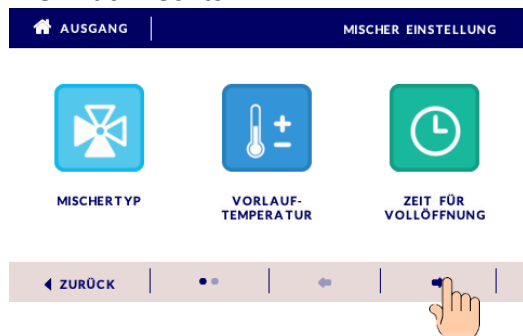 AUSGANG
MISCHER EINSTELLUNG
MISCHERTYP
VORLAUF-
TEMPERATUR
ZEIT FÜR
VOLLÖFFNUNG
ZURÜCK